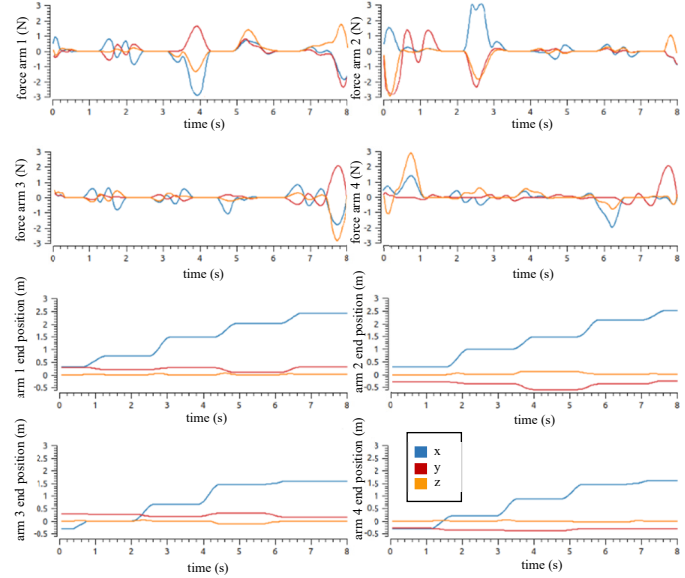 force arm 1 (N)
3
2
1
0
-1
-2
-3
0 1 2 3 4 5 6 7 8
time (s)
force arm 2 (N)
3
2
1
0
-1
-2
-3
0 1 2 3 4 5 6 7 8
time (s)
force arm 3 (N)
3
2
1
0
-1
-2
-3
0 1 2 3 4 5 6 7 8
time (s)
force arm 4 (N)
3
2
1
0
-1
-2
-3
0 1 2 3 4 5 6 7 8
time (s)
arm 1 end position (m)
3
2.5
2
1.5
1
0.5
0
-0.5
0 1 2 3 4 5 6 7 8
time (s)
arm 2 end position (m)
3
2.5
2
1.5
1
0.5
0
-0.5
0 1 2 3 4 5 6 7 8
time (s)
arm 3 end position (m)
3
2.5
2
1.5
1
0.5
0
-0.5
0 1 2 3 4 5 6 7 8
time (s)
arm 4 end position (m)
3
2.5
2
1.5
1
0.5
0
-0.5
0 1 2 3 4 5 6 7 8
time (s)
x
y
z